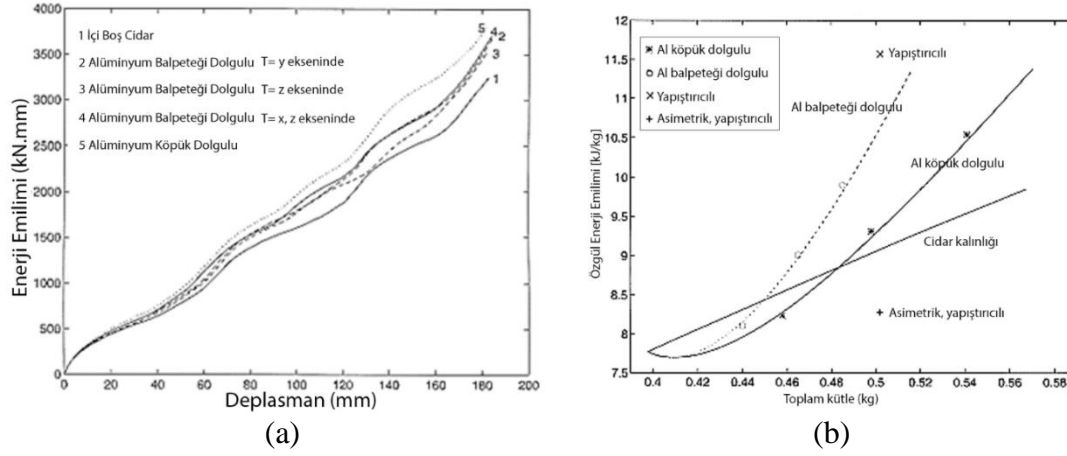 4000
3500
3000
2500
2000
1500
1000
500
0
Enerji Emilimi (kN.mm)
1 İçi Boş Cidar
2 Alüminyum Balpeteği Dolgulu T= y ekseninde
3 Alüminyum Balpeteği Dolgulu T= z ekseninde
4 Alüminyum Balpeteği Dolgulu T= x, z ekseninde
5 Alüminyum Köpük Dolgulu
5
4
2
3
1
0 20 40 60 80 100 120 140 160 180 200
Deplasman (mm)
(a)
12
11.5
11
10.5
10
9.5
9
8.5
8
7.5
Özgül Enerji Emilimi [kJ/kg]
Al köpük dolgulu
Al balpeteği dolgulu
Yapıştırıcılı
Asimetrik, yapıştırıcılı
Yapıştırıcılı
Al balpeteği dolgulu
Al köpük dolgulu
Cidar kalınlığı
Asimetrik, yapıştırıcılı
0.4 0.42 0.44 0.46 0.48 0.5 0.52 0.54 0.56 0.58
Toplam kütle (kg)
(b)